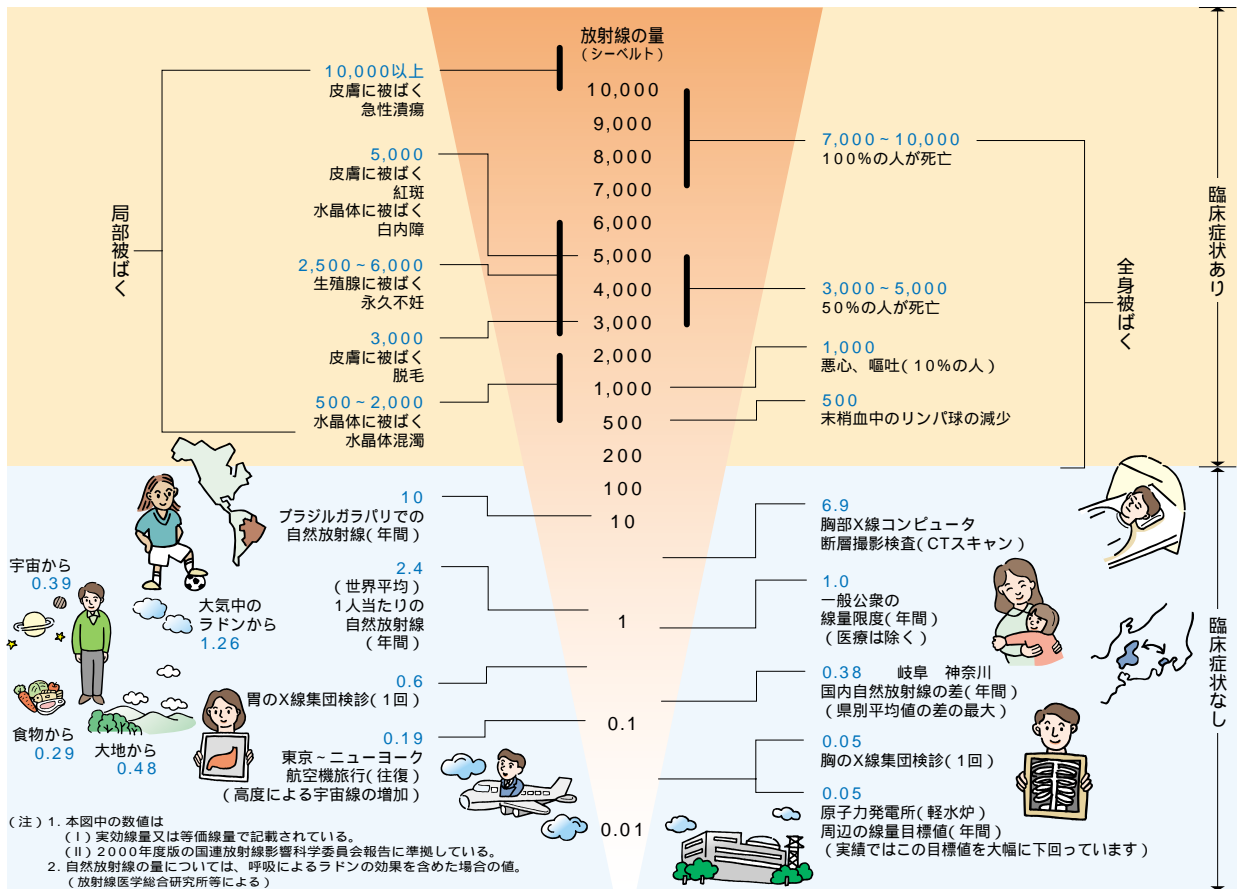 放射線の量
(シーベルト)
10,000
9,000
8,000
7,000
6,000
5,000
4,000
3,000
2,000
1,000
500
200
100
10
1
0.1
0.01
局部被ばく
10,000以上
皮膚に被ばく
急性潰瘍
5,000
皮膚に被ばく
紅斑
水晶体に被ばく
白内障
2,500~6,000
生殖腺に被ばく
永久不妊
3,000
皮膚に被ばく
脱毛
500~2,000
水晶体に被ばく
水晶体混濁
7,000~10,000
100%の人が死亡
3,000~5,000
50%の人が死亡
1,000
悪心、嘔吐(10%の人)
500
末梢血中のリンパ球の減少
全身被ばく
臨床症状あり
臨床症状なし
10
ブラジルガラパリでの
自然放射線(年間)
2.4
(世界平均)
1人当たりの
自然放射線
(年間)
宇宙から
0.39
大気中の
ラドンから
1.26
食物から
0.29
大地から
0.48
0.6
胃のX線集団検診(1回)
0.19
東京~ニューヨーク
航空機旅行(往復)
(高度による宇宙線の増加)
6.9
胸部X線コンピュータ
断層撮影検査(CTスキャン)
1.0
一般公衆の
線量限度(年間)
(医療は除く)
0.38 岐阜 神奈川
国内自然放射線の差(年間)
(県別平均値の差の最大)
0.05
胸のX線集団検診(1回)
0.05
原子力発電所(軽水炉)
周辺の線量目標値(年間)
(実績ではこの目標値を大幅に下回っています)
(注)1. 本図中の数値は
(Ⅰ)実効線量又は等価線量で記載されている。
(Ⅱ)2000年度版の国連放射線影響科学委員会報告に準拠している。
2. 自然放射線の量については、呼吸によるラドンの効果を含めた場合の値。
(放射線医学総合研究所等による)